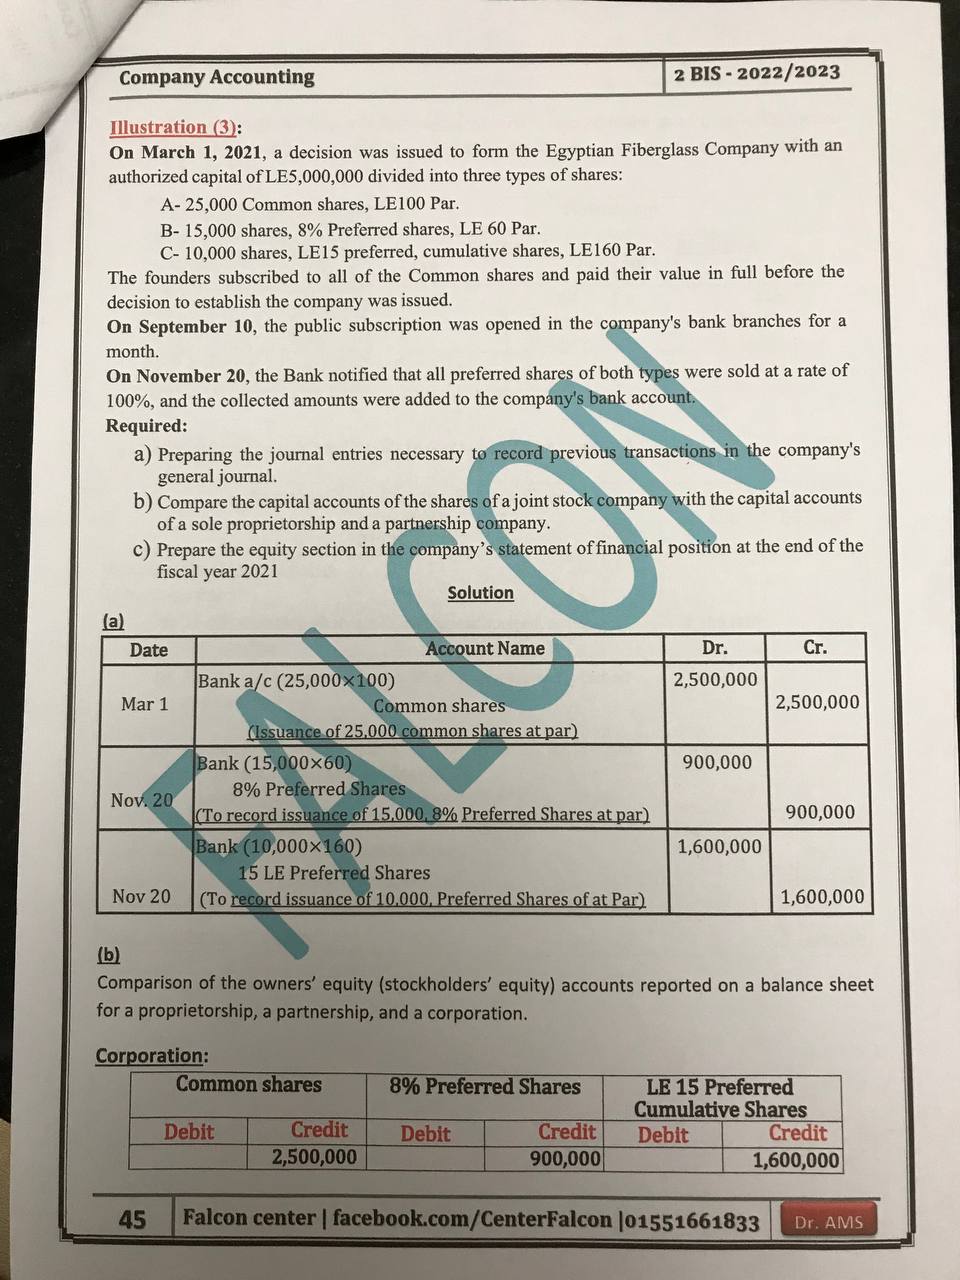 Company Accounting
2 BIS - 2022/2023
Illustration (3):
On March 1, 2021, a decision was issued to form the Egyptian Fiberglass Company with an
authorized capital of LE5,000,000 divided into three types of shares:
A- 25,000 Common shares, LE100 Par.
B- 15,000 shares, 8% Preferred shares, LE 60 Par.
C- 10,000 shares, LE15 preferred, cumulative shares, LE160 Par.
The founders subscribed to all of the Common shares and paid their value in full before the
decision to establish the company was issued.
On September 10, the public subscription was opened in the company's bank branches for a
month.
On November 20, the Bank notified that all preferred shares of both types were sold at a rate of
100%, and the collected amounts were added to the company's bank account.
Required:
a) Preparing the journal entries necessary to record previous transactions in the company's
general journal.
b) Compare the capital accounts of the shares of a joint stock company with the capital accounts
of a sole proprietorship and a partnership company.
c) Prepare the equity section in the company's statement of financial position at the end of the
fiscal year 2021
Solution
(a)
Date Account Name Dr. Cr.
Bank a/c (25,000×100) 2,500,000
Mar 1 Common shares 2,500,000
(Issuance of 25,000 common shares at par)
Bank (15,000×60) 900,000
Nov. 20 8% Preferred Shares
(To record issuance of 15,000, 8% Preferred Shares at par) 900,000
Bank (10,000×160) 1,600,000
15 LE Preferred Shares
Nov 20 (To record issuance of 10,000, Preferred Shares of at Par) 1,600,000
FALCON
(b)
Comparison of the owners' equity (stockholders' equity) accounts reported on a balance sheet
for a proprietorship, a partnership, and a corporation.
Corporation:
Common shares 8% Preferred Shares LE 15 Preferred
Cumulative Shares
Debit Credit Debit Credit Debit Credit
2,500,000 900,000 1,600,000
45 Falcon center | facebook.com/CenterFalcon |01551661833 Dr. AMS